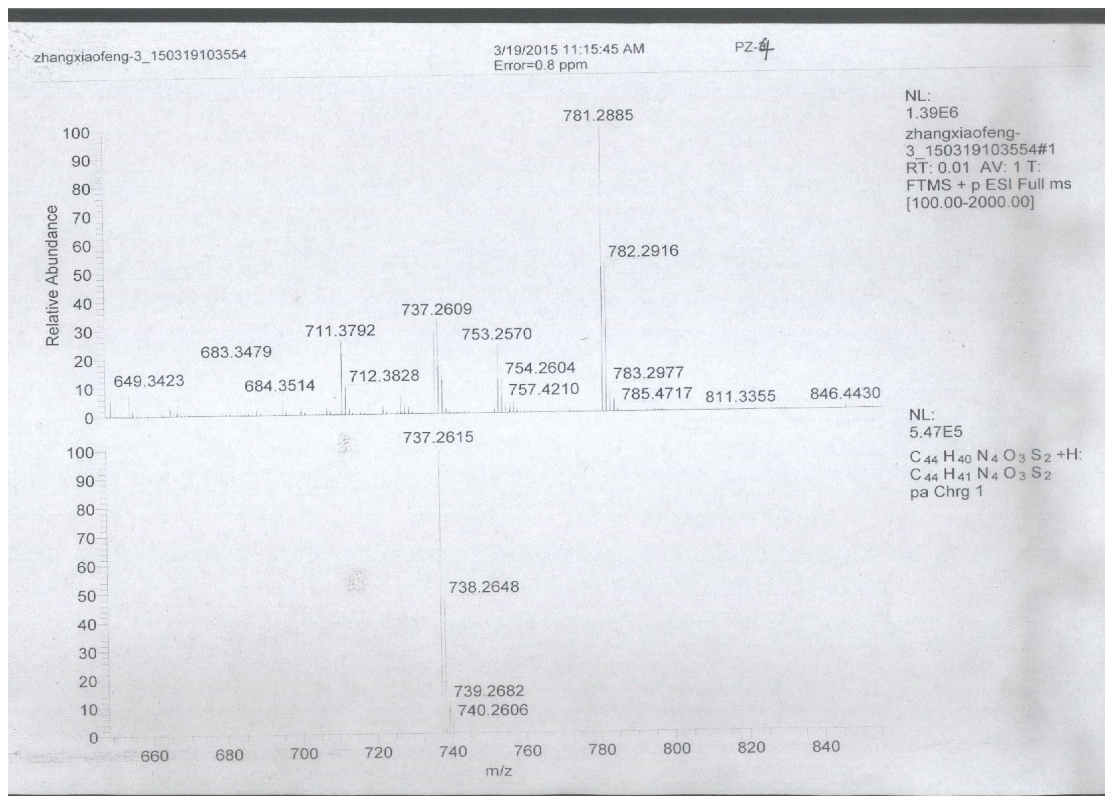 zhangxiaofeng-3_150319103554
3/19/2015 11:15:45 AM
Error=0.8 ppm
PZ-4
NL:
1.39E6
zhangxiaofeng-
3_150319103554#1
RT: 0.01 AV: 1 T:
FTMS + p ESI Full ms
[100.00-2000.00]
781.2885
100
90
80
70
60
50
40
30
20
10
0
Relative Abundance
782.2916
737.2609
711.3792
753.2570
683.3479
649.3423
684.3514
712.3828
754.2604
757.4210
783.2977
785.4717
811.3355
846.4430
NL:
5.47E5
C44 H40 N4 O3 S2 +H:
C44 H41 N4 O3 S2
pa Chrg 1
737.2615
100
90
80
70
60
50
40
30
20
10
0
738.2648
739.2682
740.2606
660 680 700 720 740 760 780 800 820 840
m/z